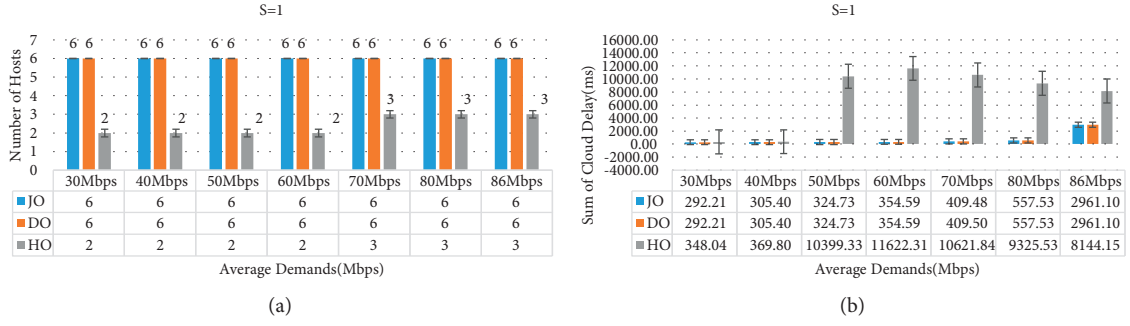 S=1
Number of Hosts
7
6
5
4
3
2
1
0
6 6 2
6 6 2
6 6 2
6 6 2
6 6 3
6 6 3
6 6 3
30Mbps 40Mbps 50Mbps 60Mbps 70Mbps 80Mbps 86Mbps
JO 6 6 6 6 6 6 6
DO 6 6 6 6 6 6 6
HO 2 2 2 2 3 3 3
Average Demands(Mbps)
(a)
S=1
Sum of Cloud Delay(ms)
16000.00
14000.00
12000.00
10000.00
8000.00
6000.00
4000.00
2000.00
0.00
-2000.00
-4000.00
30Mbps 40Mbps 50Mbps 60Mbps 70Mbps 80Mbps 86Mbps
JO 292.21 305.40 324.73 354.59 409.48 557.53 2961.10
DO 292.21 305.40 324.73 354.59 409.50 557.53 2961.10
HO 348.04 369.80 10399.33 11622.31 10621.84 9325.53 8144.15
Average Demands(Mbps)
(b)